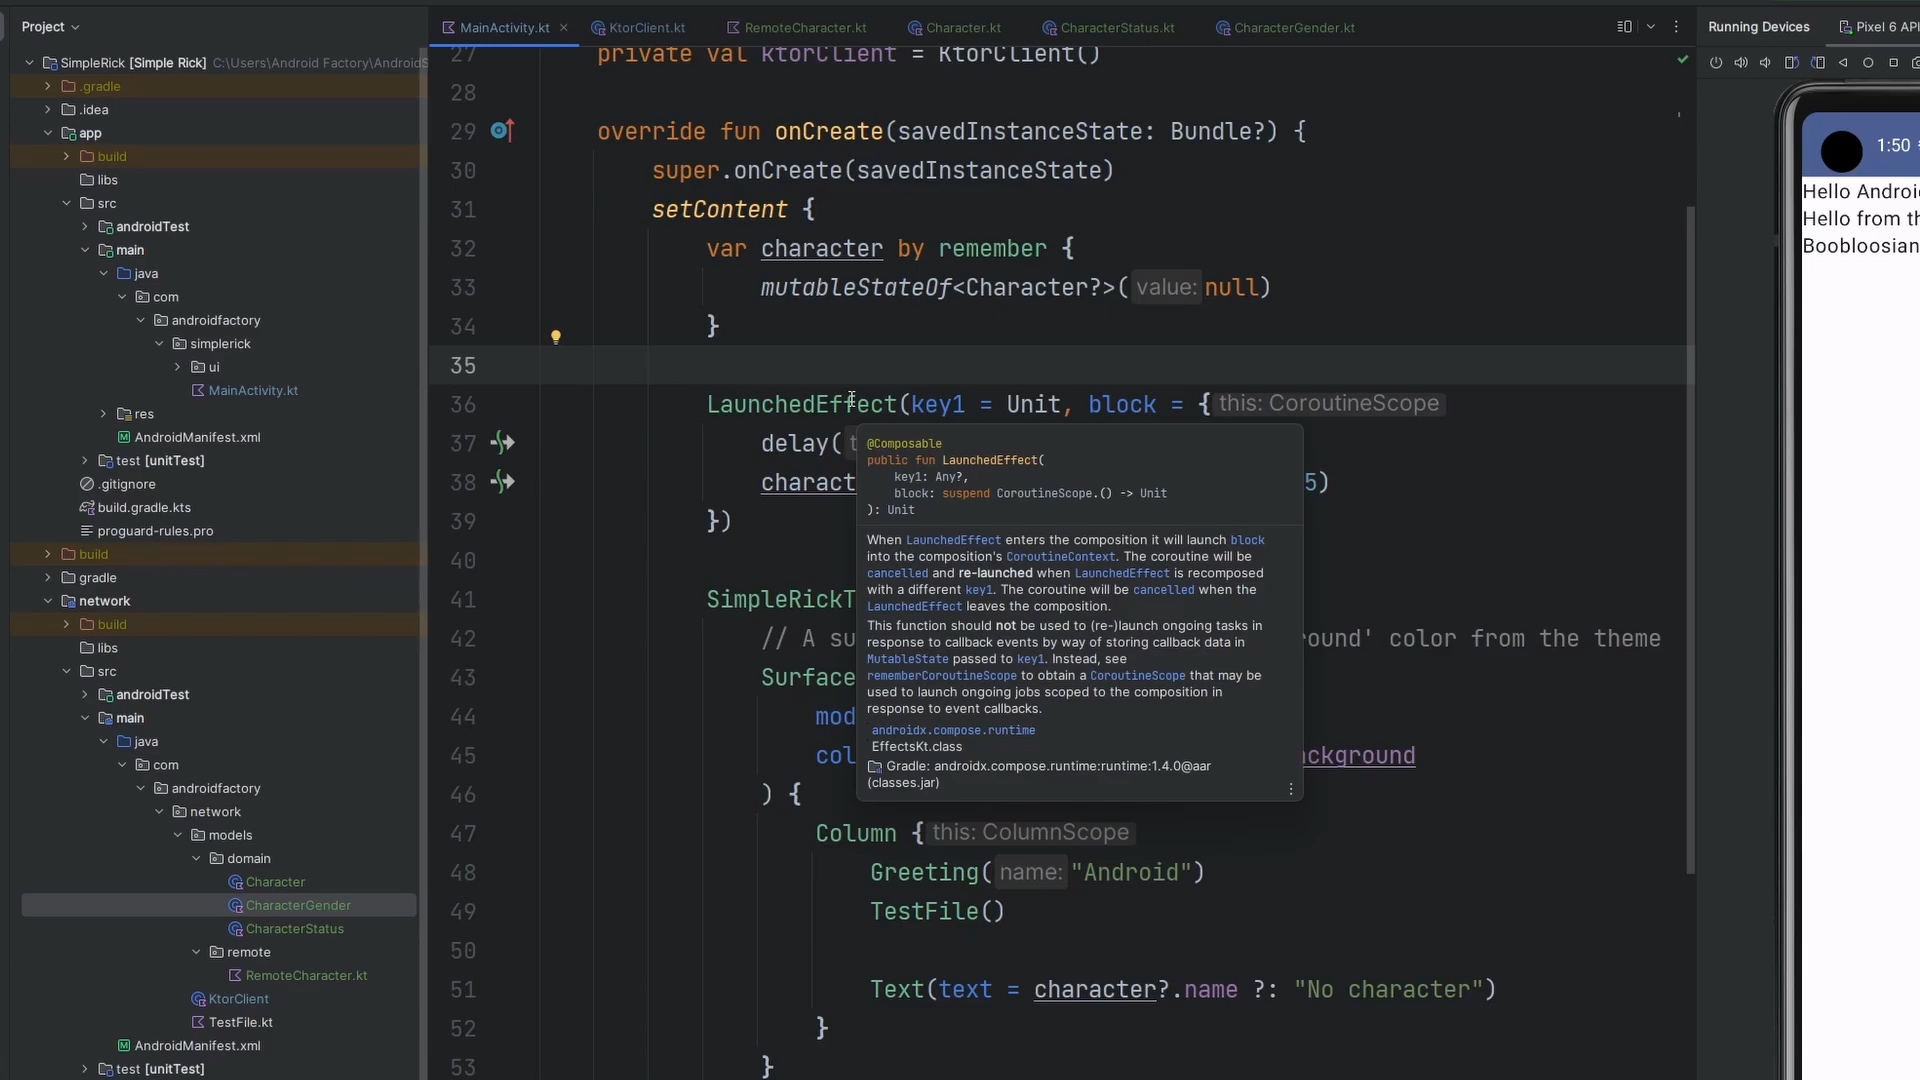 Project
MainActivity.kt
KtorClient.kt
RemoteCharacter.kt
Character.kt
CharacterStatus.kt
CharacterGender.kt
Running Devices
Pixel 6 API
SimpleRick [Simple Rick] C:\Users\Android Factory\AndroidS
.gradle
.idea
app
build
libs
src
androidTest
main
java
com
androidfactory
simplerick
ui
MainActivity.kt
res
AndroidManifest.xml
test [unitTest]
.gitignore
build.gradle.kts
proguard-rules.pro
build
gradle
network
build
libs
src
androidTest
main
java
com
androidfactory
network
models
domain
Character
CharacterGender
CharacterStatus
remote
RemoteCharacter.kt
KtorClient
TestFile.kt
AndroidManifest.xml
test [unitTest]
27 private val ktorClient = KtorClient()
28
29 override fun onCreate(savedInstanceState: Bundle?) {
30 super.onCreate(savedInstanceState)
31 setContent {
32 var character by remember {
33 mutableStateOf<Character?>( value: null)
34 }
35
36 LaunchedEffect(key1 = Unit, block = { this: CoroutineScope
37 delay(
38 charact 5)
39 })
40
41 SimpleRickT
42 // A su ound' color from the theme
43 Surface
44 mod
45 col ckground
46 ) {
47 Column { this: ColumnScope
48 Greeting( name: "Android")
49 TestFile()
50
51 Text(text = character?.name ?: "No character")
52 }
53 }
@Composable
public fun LaunchedEffect(
key1: Any?,
block: suspend CoroutineScope.() -> Unit
): Unit
When LaunchedEffect enters the composition it will launch block
into the composition's CoroutineContext. The coroutine will be
cancelled and re-launched when LaunchedEffect is recomposed
with a different key1. The coroutine will be cancelled when the
LaunchedEffect leaves the composition.
This function should not be used to (re-)launch ongoing tasks in
response to callback events by way of storing callback data in
MutableState passed to key1. Instead, see
rememberCoroutineScope to obtain a CoroutineScope that may be
used to launch ongoing jobs scoped to the composition in
response to event callbacks.
androidx.compose.runtime
EffectsKt.class
Gradle: androidx.compose.runtime:runtime:1.4.0@aar
(classes.jar)
1:50
Hello Androi
Hello from th
Boobloosian